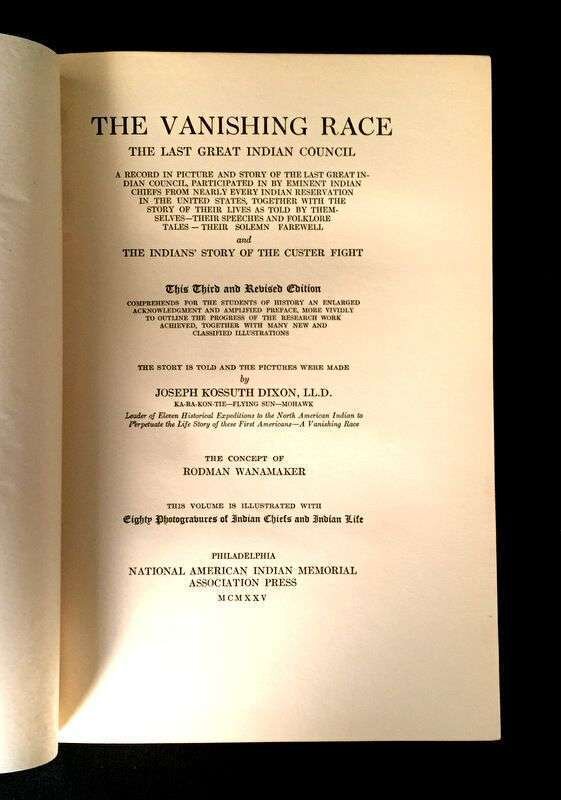 THE VANISHING RACE
THE LAST GREAT INDIAN COUNCIL
A RECORD IN PICTURE AND STORY OF THE LAST GREAT IN-
DIAN COUNCIL, PARTICIPATED IN BY EMINENT INDIAN
CHIEFS FROM NEARLY EVERY INDIAN RESERVATION
IN THE UNITED STATES, TOGETHER WITH THE
STORY OF THEIR LIVES AS TOLD BY THEM-
SELVES—THEIR SPEECHES AND FOLKLORE
TALES — THEIR SOLEMN FAREWELL
and
THE INDIANS' STORY OF THE CUSTER FIGHT
This Third and Revised Edition
COMPREHENDS FOR THE STUDENTS OF HISTORY AN ENLARGED
ACKNOWLEDGMENT AND AMPLIFIED PREFACE, MORE VIVIDLY
TO OUTLINE THE PROGRESS OF THE RESEARCH WORK
ACHIEVED, TOGETHER WITH MANY NEW AND
CLASSIFIED ILLUSTRATIONS
THE STORY IS TOLD AND THE PICTURES WERE MADE
by
JOSEPH KOSSUTH DIXON, LL.D.
KA-RA-KON-TIE—FLYING SUN—MOHAWK
Leader of Eleven Historical Expeditions to the North American Indian to
Perpetuate the Life Story of these First Americans—A Vanishing Race
THE CONCEPT OF
RODMAN WANAMAKER
THIS VOLUME IS ILLUSTRATED WITH
Eighty Photogravures of Indian Chiefs and Indian Life
PHILADELPHIA
NATIONAL AMERICAN INDIAN MEMORIAL
ASSOCIATION PRESS
MCMXXV